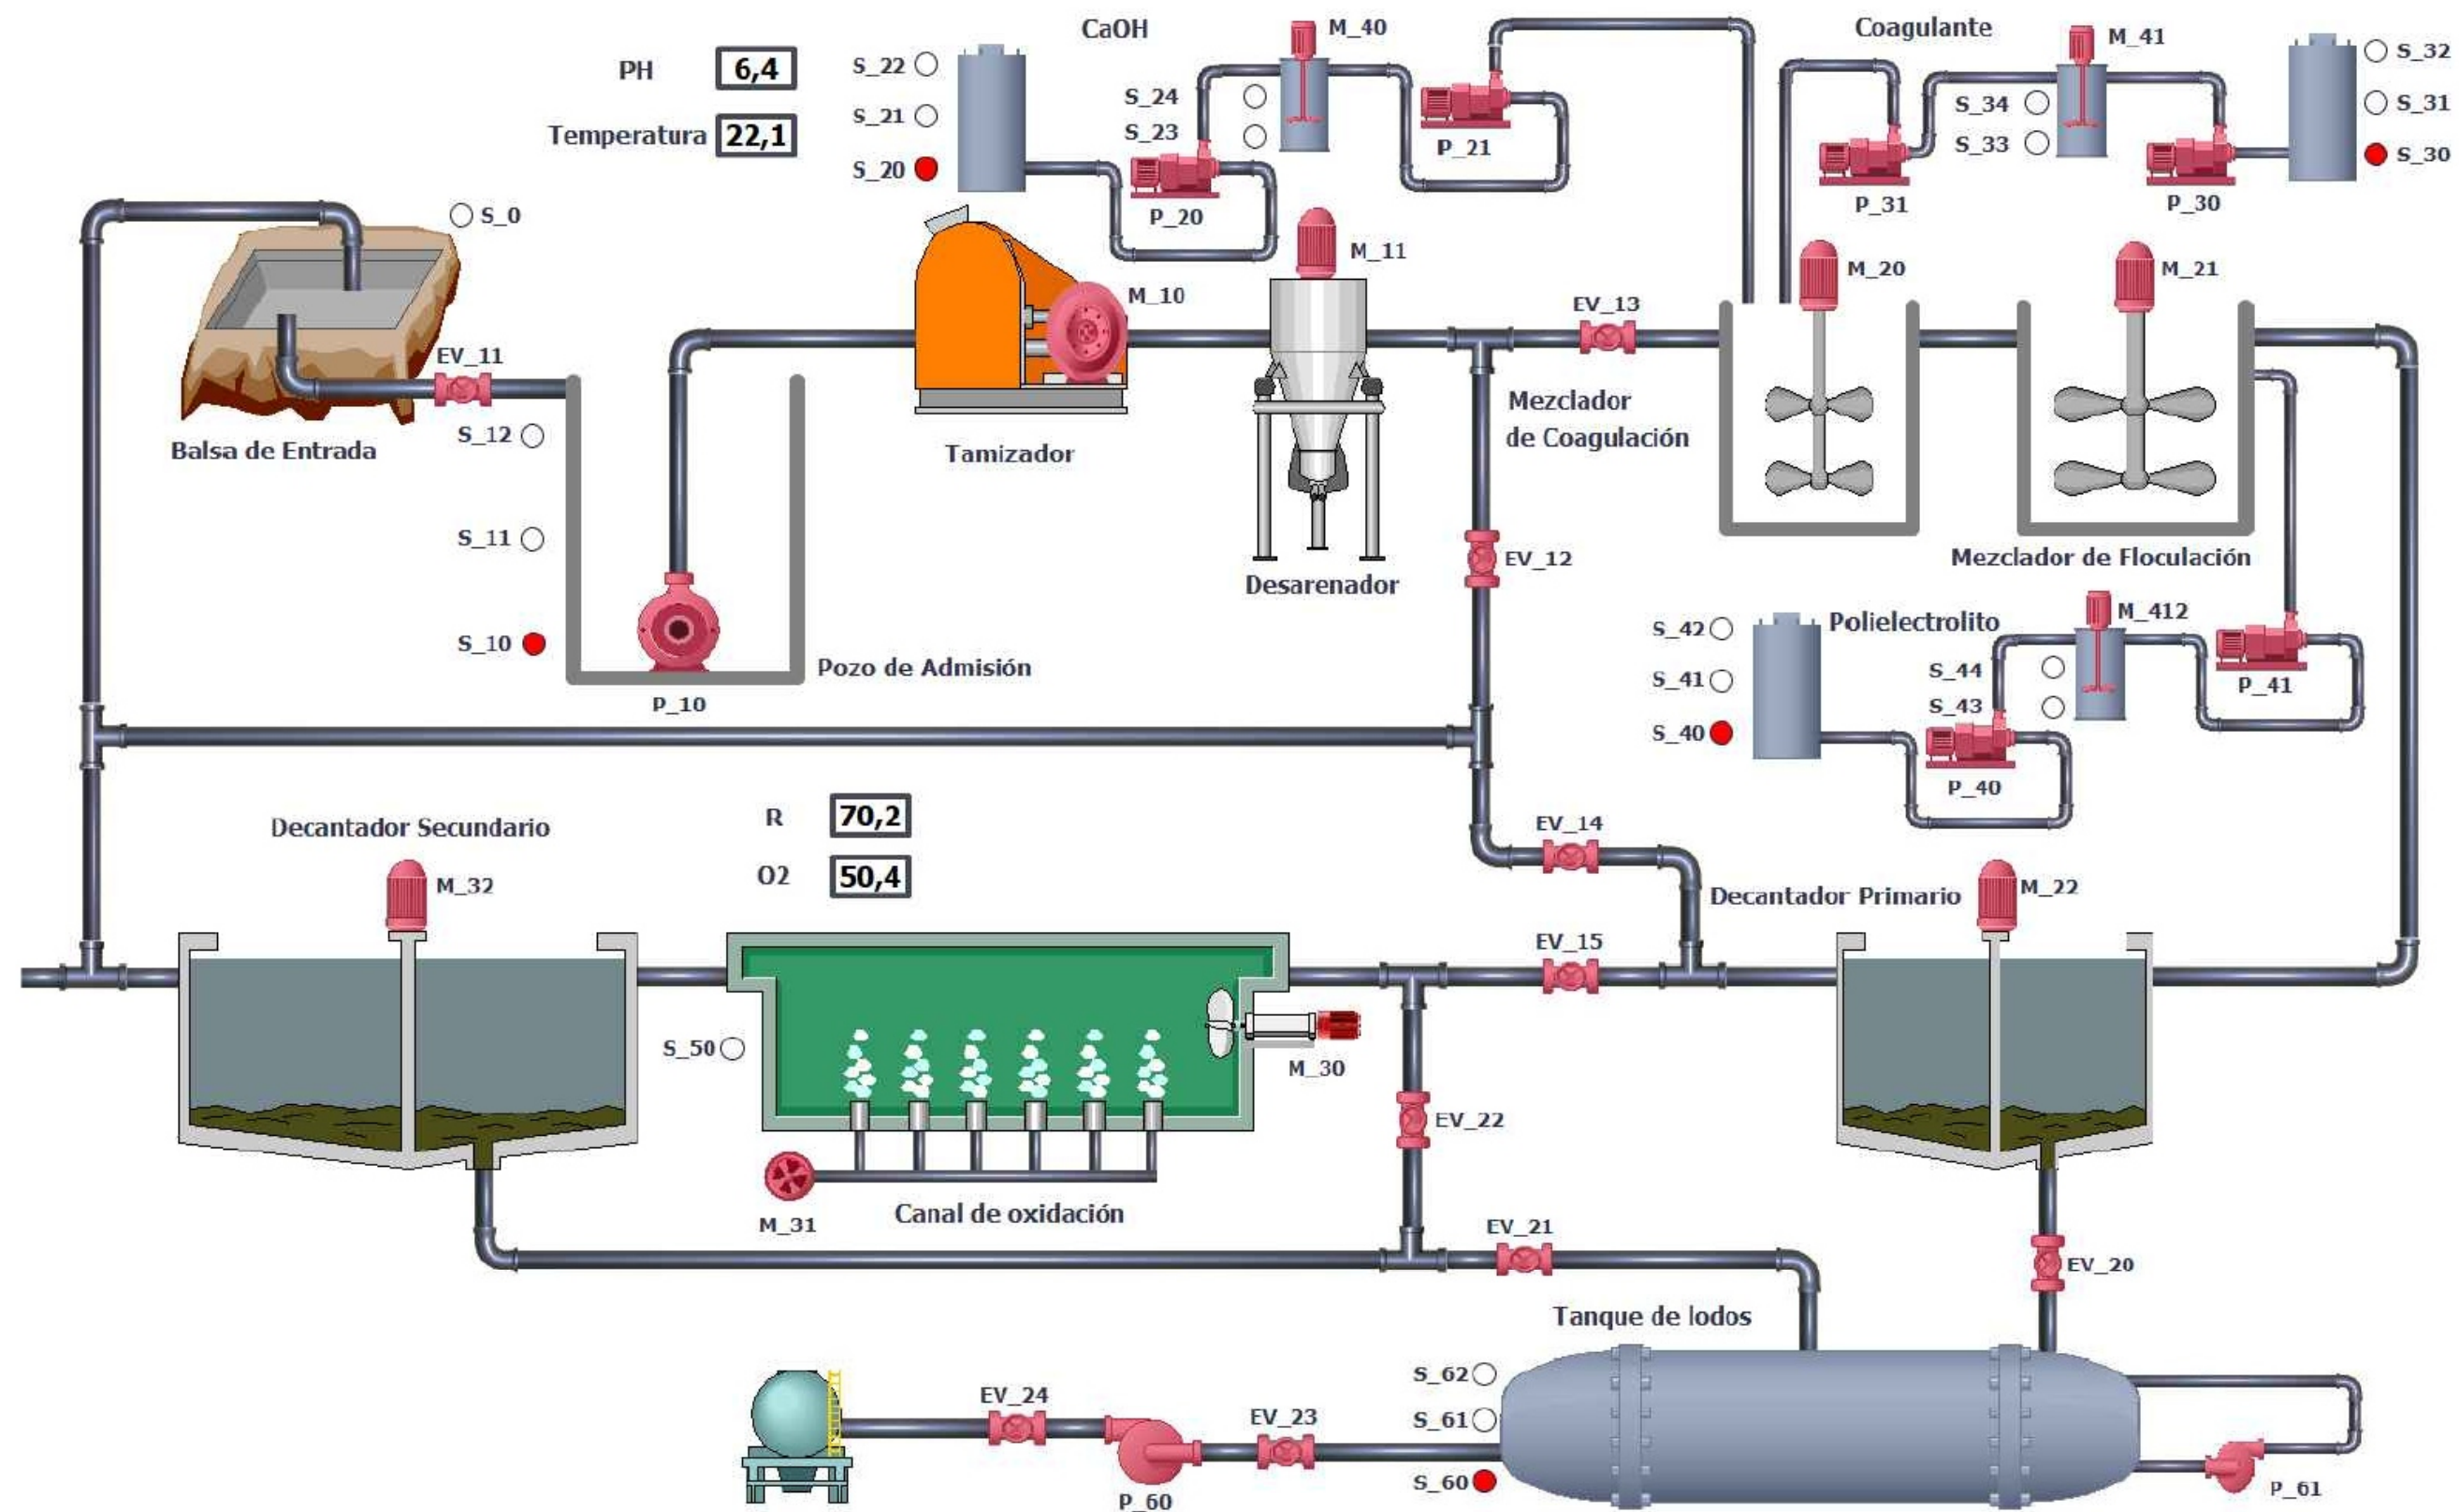 CaOH
M_40
Coagulante
M_41
S_32
PH
6,4
S_22
S_24
S_34
S_31
S_21
S_23
S_33
Temperatura
22,1
P_21
S_30
S_20
P_20
P_31
P_30
S_0
M_11
M_20
M_21
M_10
EV_13
EV_11
Mezclador
de Coagulación
S_12
Balsa de Entrada
Tamizador
S_11
Desarenador
EV_12
Mezclador de Floculación
S_10
Pozo de Admisión
P_10
S_42
Polielectrolito
M_412
S_44
S_41
P_41
S_43
S_40
P_40
R
70,2
O2
50,4
Decantador Secundario
EV_14
M_32
Decantador Primario
M_22
EV_15
S_50
M_30
EV_22
M_31
Canal de oxidación
EV_21
EV_20
Tanque de lodos
S_62
EV_24
EV_23
S_61
S_60
P_60
P_61